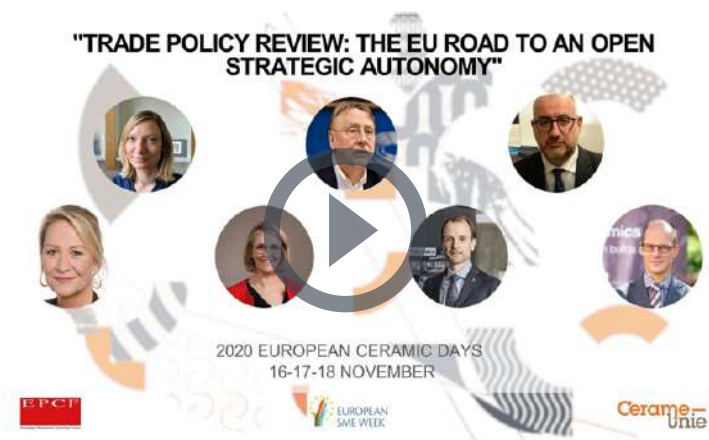 "TRADE POLICY REVIEW: THE EU ROAD TO AN OPEN
STRATEGIC AUTONOMY"
mics
2020 EUROPEAN CERAMIC DAYS
16-17-18 NOVEMBER
EPCF
EUROPEAN
SME WEEK
Cerame-
Unie